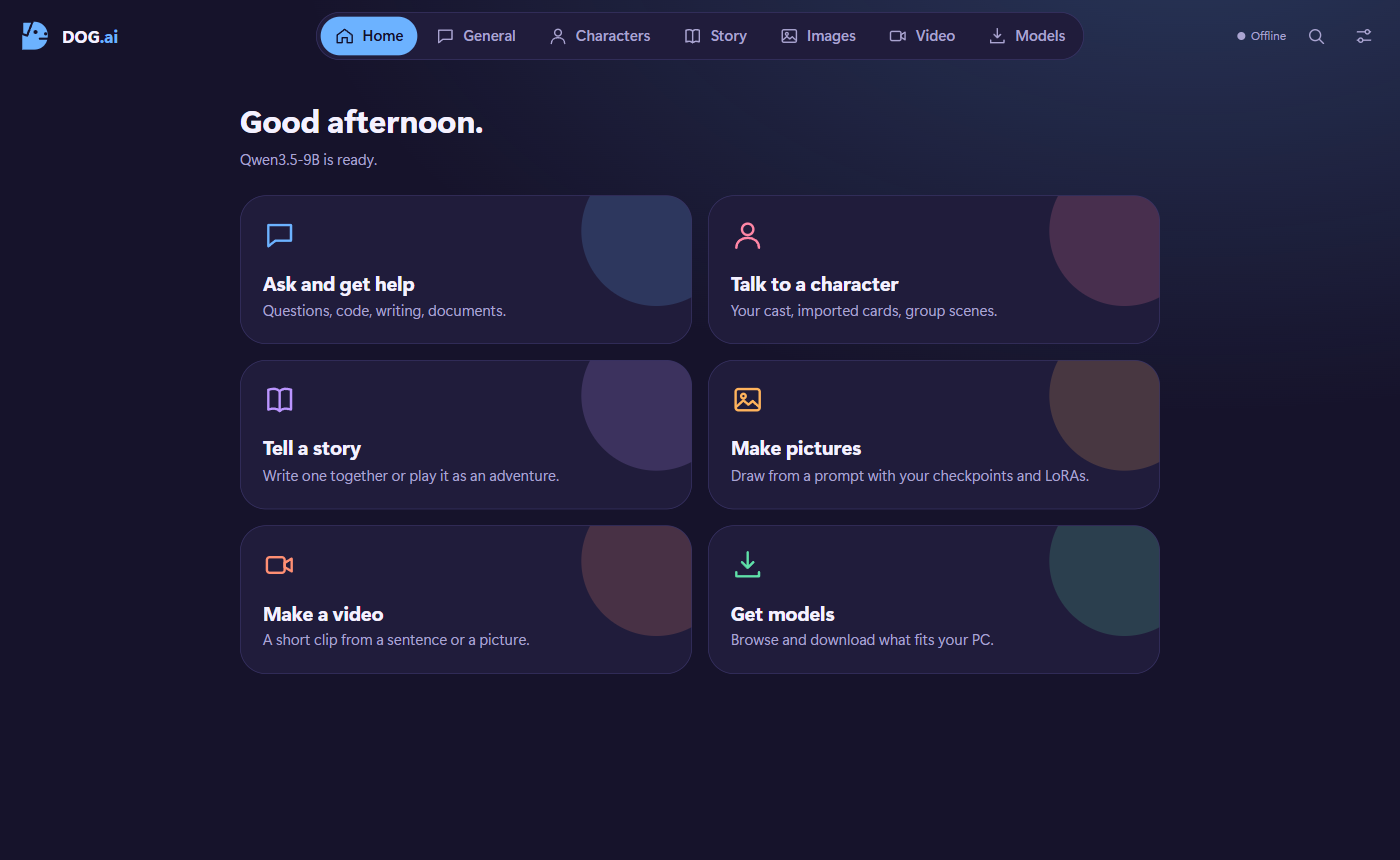 DOG.ai
Home General Characters Story Images Video Models
Offline
Good afternoon.
Qwen3.5-9B is ready.
Ask and get help
Questions, code, writing, documents.
Talk to a character
Your cast, imported cards, group scenes.
Tell a story
Write one together or play it as an adventure.
Make pictures
Draw from a prompt with your checkpoints and LoRAs.
Make a video
A short clip from a sentence or a picture.
Get models
Browse and download what fits your PC.